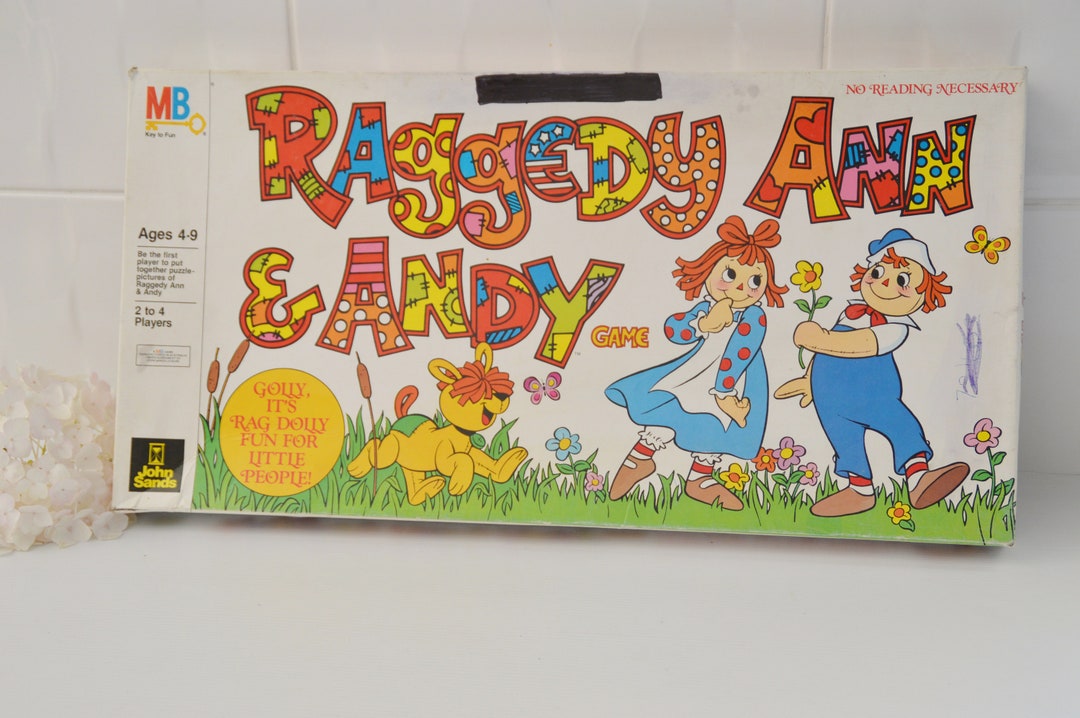 MB
Key to Fun
NO READING NECESSARY
RAggEDy ANN
& ANDY
GAME
TM
Ages 4-9
Be the first
player to put
together puzzle-
pictures of
Raggedy Ann
& Andy
2 to 4
Players
GOLLY,
IT'S
RAG DOLLY
FUN FOR
LITTLE
PEOPLE!
John
Sands